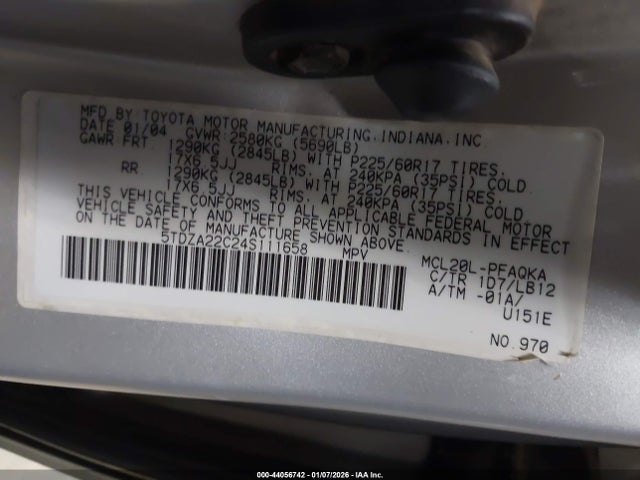 MFD.BY TOYOTA MOTOR MANUFACTURING.INDIANA.INC
DATE 01/04 GVWR:2580KG (5690LB)
GAWR FRT. 1290KG (2845LB) WITH P225/60R17 TIRES.
17X6.5JJ RIMS. AT 240KPA (35PSI) COLD
RR 1290KG (2845LB) WITH P225/60R17 TIRES.
17X6.5JJ RIMS. AT 240KPA (35PSI) COLD
THIS VEHICLE CONFORMS TO ALL APPLICABLE FEDERAL MOTOR
VEHICLE SAFETY AND THEFT PREVENTION STANDARDS IN EFFECT
ON THE DATE OF MANUFACTURE SHOWN ABOVE.
5TDZA22C24S111658 MPV
MCL20L-PFAQKA
C/TR 1D7/LB12
A/TM -01A/
U151E
NO.970
000-44056742 - 01/07/2026 - IAA Inc.